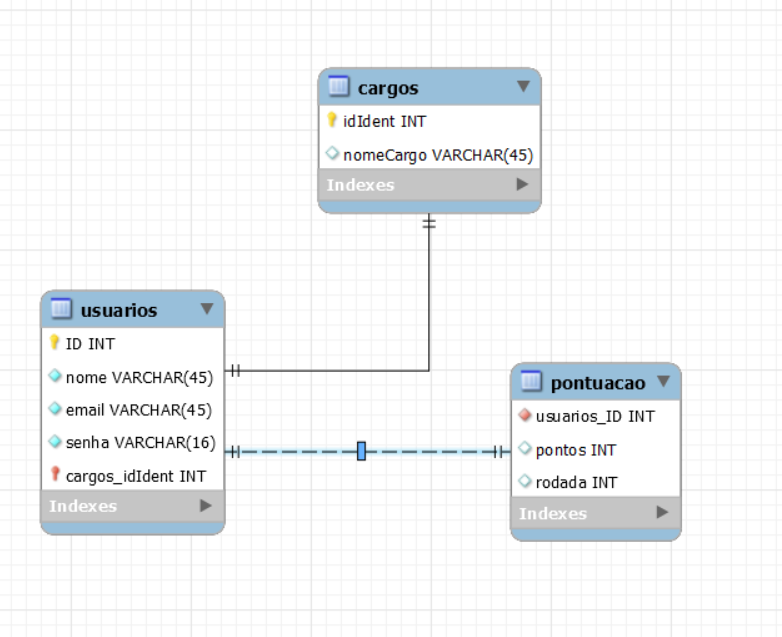 cargos
idIdent INT
nomeCargo VARCHAR(45)
Indexes
usuarios
ID INT
nome VARCHAR(45)
email VARCHAR(45)
senha VARCHAR(16)
cargos_idIdent INT
Indexes
pontuacao
usuarios_ID INT
pontos INT
rodada INT
Indexes